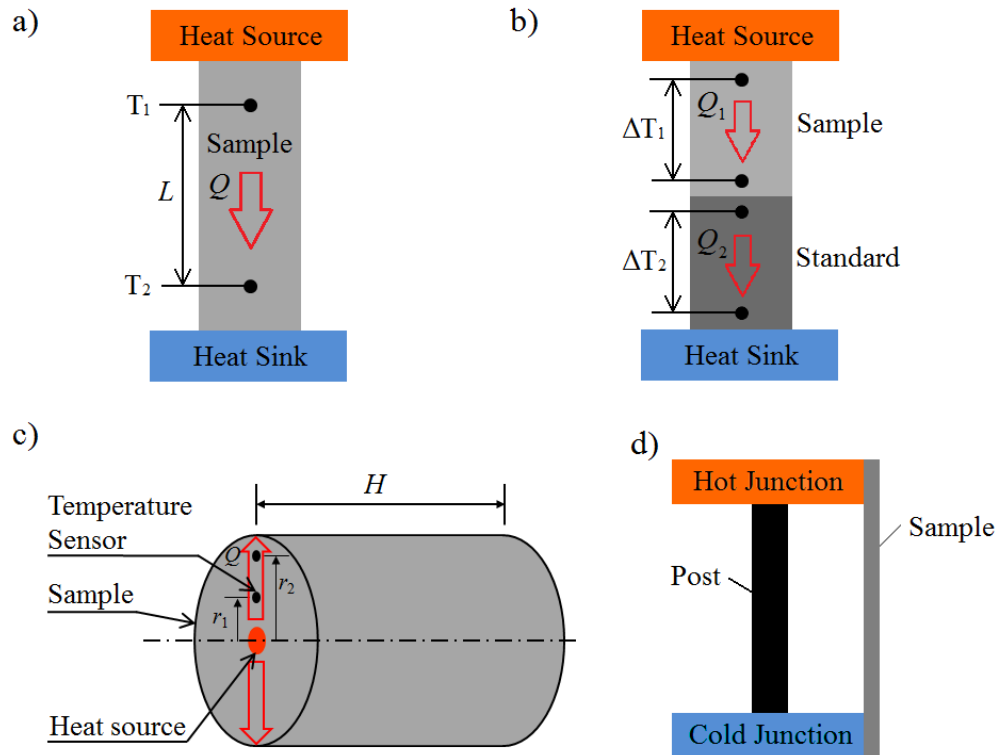 a)
Heat Source
T1
Sample
Q
L
T2
Heat Sink
b)
Heat Source
Q1
ΔT1
Sample
Q2
ΔT2
Standard
Heat Sink
c)
H
Temperature
Sensor
Q
r2
Sample
r1
Heat source
d)
Hot Junction
Sample
Post
Cold Junction